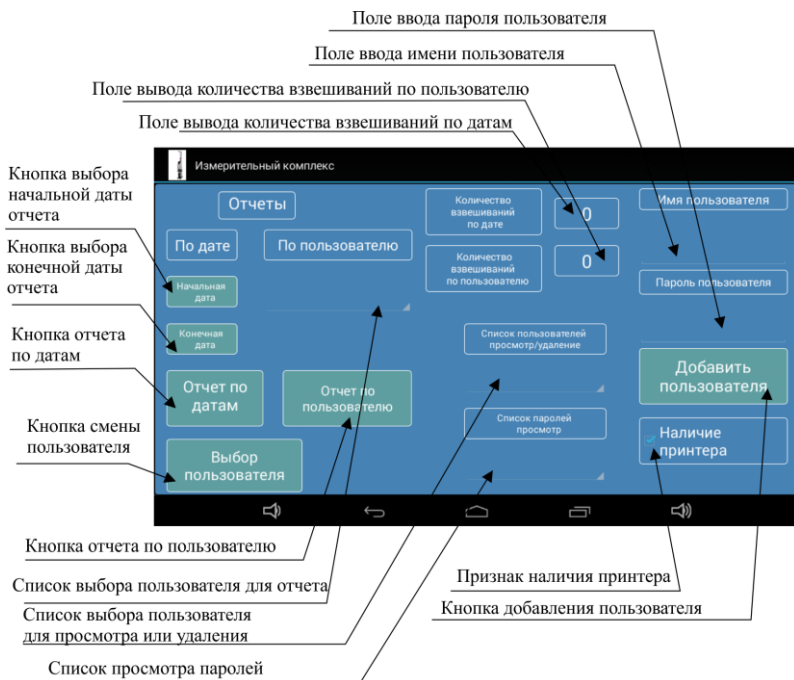 Поле ввода пароля пользователя
Поле ввода имени пользователя
Поле вывода количества взвешиваний по пользователю
Поле вывода количества взвешиваний по датам
Кнопка выбора
начальной даты
отчета
Кнопка выбора
конечной даты
отчета
Кнопка отчета
по датам
Кнопка смены
пользователя
Измерительный комплекс
Отчеты
По дате
По пользователю
Начальная
дата
Конечная
дата
Отчет по
датам
Отчет по
пользователю
Выбор
пользователя
Количество
взвешиваний
по дате
0
Количество
взвешиваний
по пользователю
0
Список пользователей
просмотр/удаление
Список паролей
просмотр
Имя пользователя
Пароль пользователя
Добавить
пользователя
Наличие
принтера
Кнопка отчета по пользователю
Список выбора пользователя для отчета
Список выбора пользователя
для просмотра или удаления
Список просмотра паролей
Признак наличия принтера
Кнопка добавления пользователя